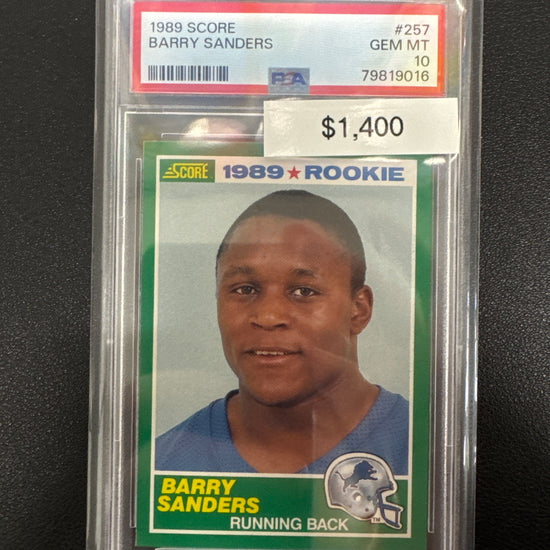 1989 SCORE #257
BARRY SANDERS GEM MT
10
PSA 79819016
$1,400
SCORE 1989 ★ ROOKIE
BARRY
SANDERS
RUNNING BACK
TM